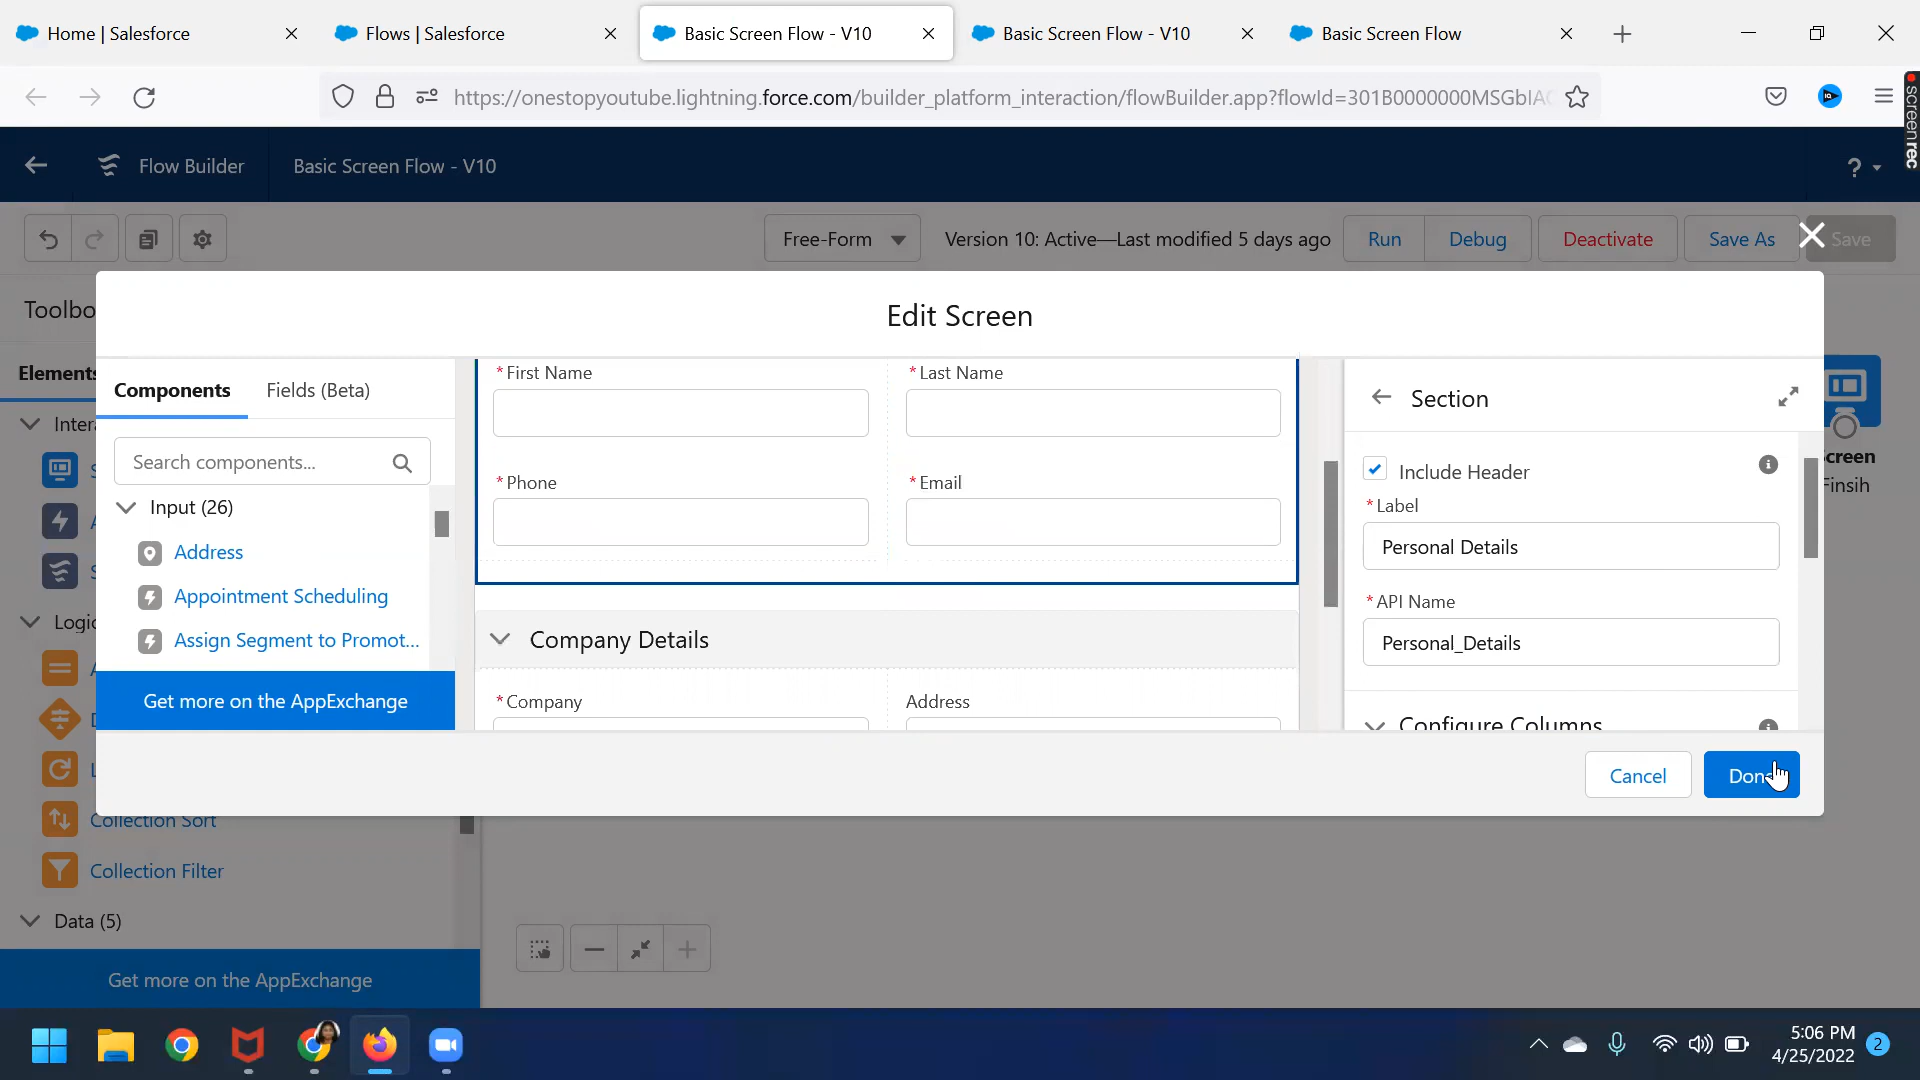 Home | Salesforce
Flows | Salesforce
Basic Screen Flow - V10
Basic Screen Flow - V10
Basic Screen Flow
https://onestopyoutube.lightning.force.com/builder_platform_interaction/flowBuilder.app?flowId=301B0000000MSGbIAO
screenrec
Flow Builder
Basic Screen Flow - V10
?
Free-Form
Version 10: Active—Last modified 5 days ago
Run
Debug
Deactivate
Save As
Save
Toolbo
Edit Screen
Elements
Components
Fields (Beta)
Search components...
Input (26)
Address
Appointment Scheduling
Assign Segment to Promot...
Get more on the AppExchange
* First Name
* Last Name
* Phone
* Email
Company Details
* Company
Address
Section
Include Header
* Label
Personal Details
* API Name
Personal_Details
Configure Columns
Cancel
Don
creen
Finsih
Inter
Logic
Collection Sort
Collection Filter
Data (5)
Get more on the AppExchange
5:06 PM
4/25/2022
2